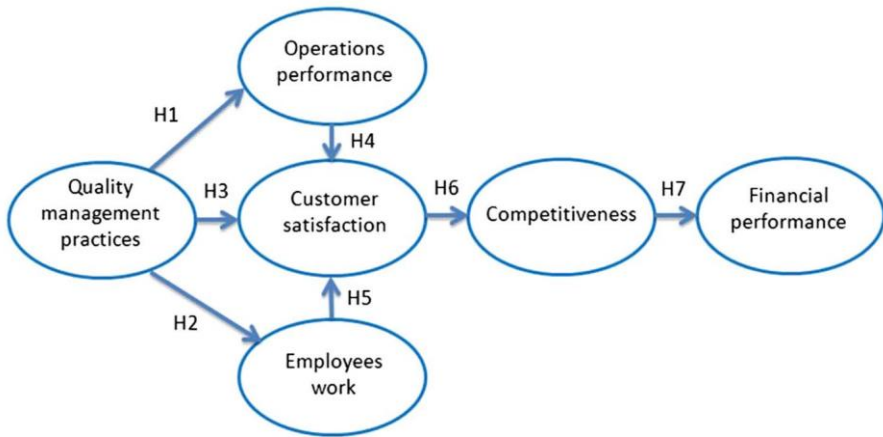 Operations
performance
H1
H4
Quality
management
practices
H3
Customer
satisfaction
H6
Competitiveness
H7
Financial
performance
H2
H5
Employees
work